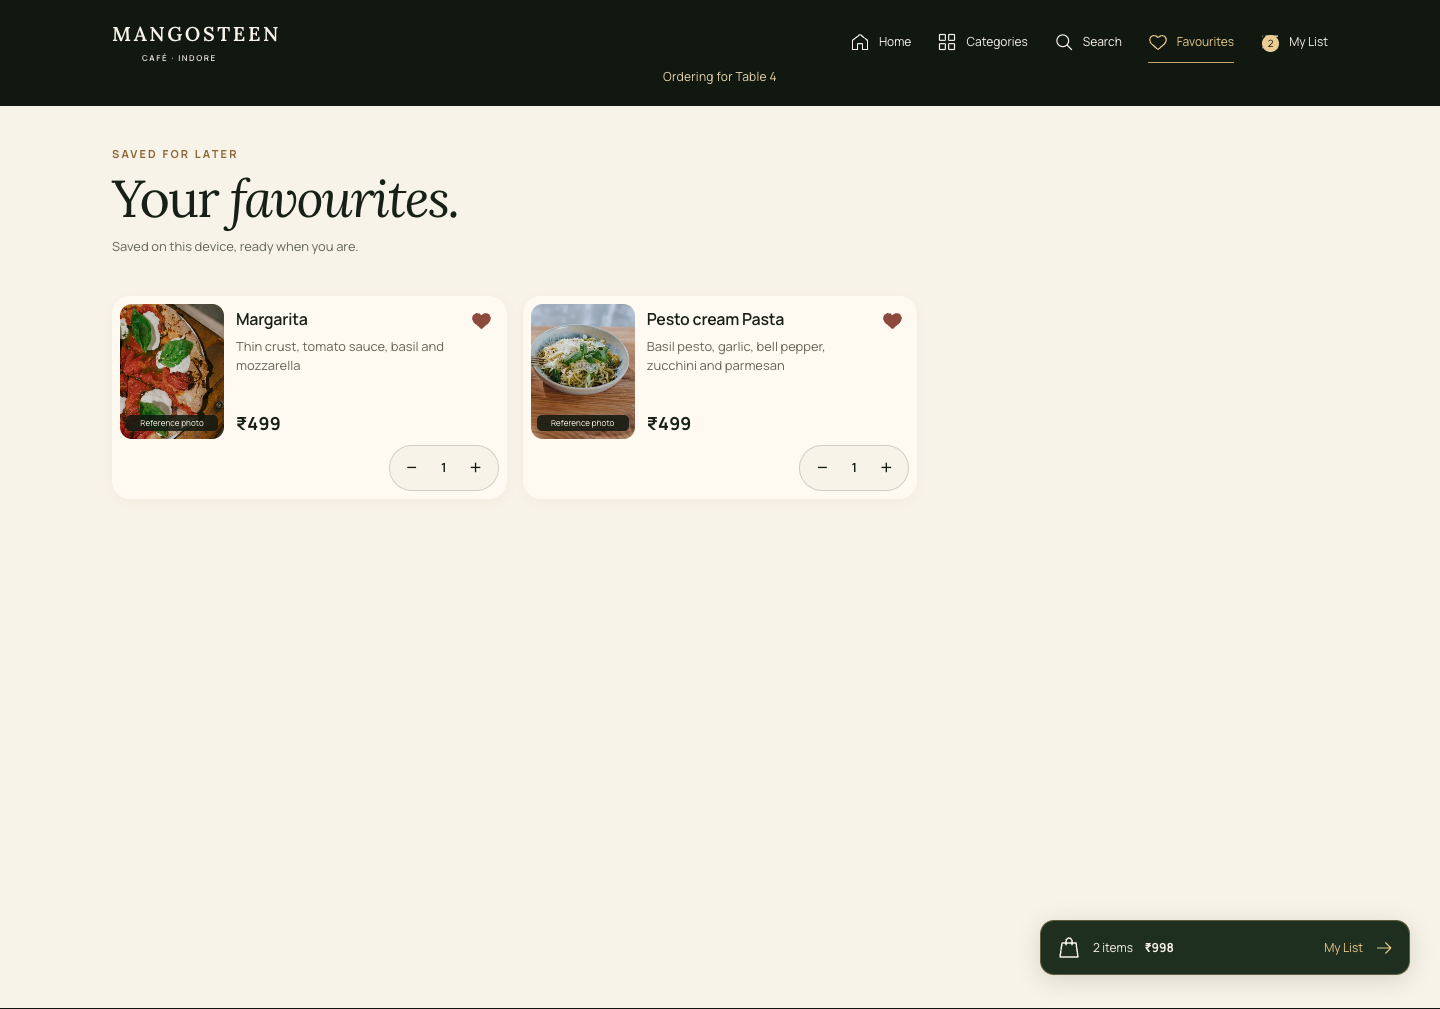 MANGOSTEEN
CAFÉ · INDORE
Home
Categories
Search
Favourites
2
My List
Ordering for Table 4
SAVED FOR LATER
Your favourites.
Saved on this device, ready when you are.
Margarita
Thin crust, tomato sauce, basil and
mozzarella
Reference photo
₹499
− 1 +
Pesto cream Pasta
Basil pesto, garlic, bell pepper,
zucchini and parmesan
Reference photo
₹499
− 1 +
2 items ₹998
My List →